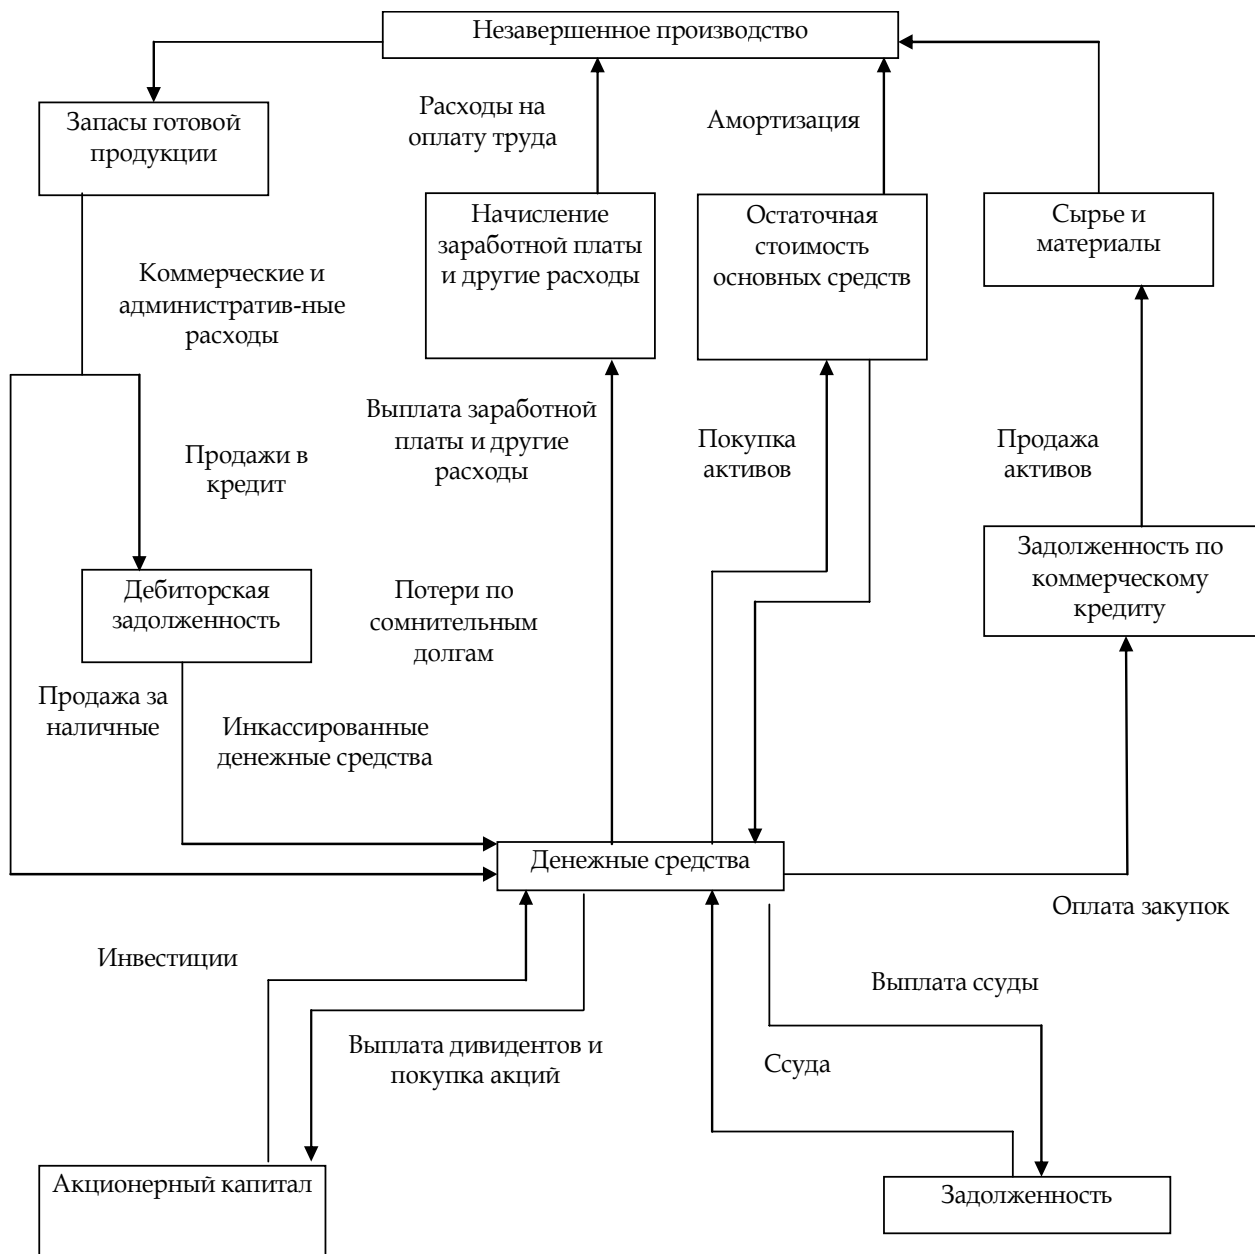 Незавершенное производство
Запасы готовой
продукции
Расходы на
оплату труда
Амортизация
Начисление
заработной платы
и другие расходы
Остаточная
стоимость
основных средств
Сырье и
материалы
Коммерческие и
административ-ные
расходы
Выплата заработной
платы и другие
расходы
Покупка
активов
Продажа
активов
Продажи в
кредит
Задолженность по
коммерческому
кредиту
Дебиторская
задолженность
Потери по
сомнительным
долгам
Продажа за
наличные
Инкассированные
денежные средства
Денежные средства
Оплата закупок
Инвестиции
Выплата ссуды
Выплата дивидентов и
покупка акций
Ссуда
Акционерный капитал
Задолженность